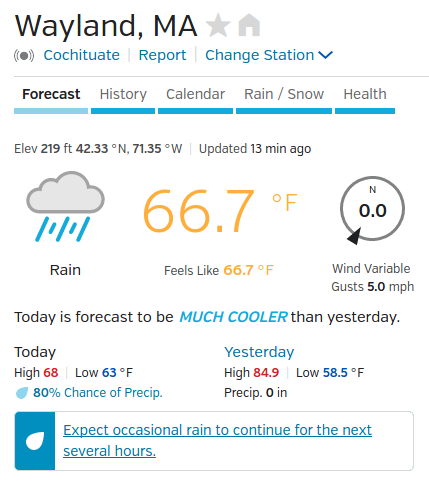 Wayland, MA
Cochituate | Report | Change Station
Forecast History Calendar Rain / Snow Health
Elev 219 ft 42.33 °N, 71.35 °W | Updated 13 min ago
66.7 °F
N
0.0
Rain
Feels Like 66.7 °F
Wind Variable
Gusts 5.0 mph
Today is forecast to be MUCH COOLER than yesterday.
Today
High 68 | Low 63 °F
80% Chance of Precip.
Yesterday
High 84.9 | Low 58.5 °F
Precip. 0 in
Expect occasional rain to continue for the next
several hours.